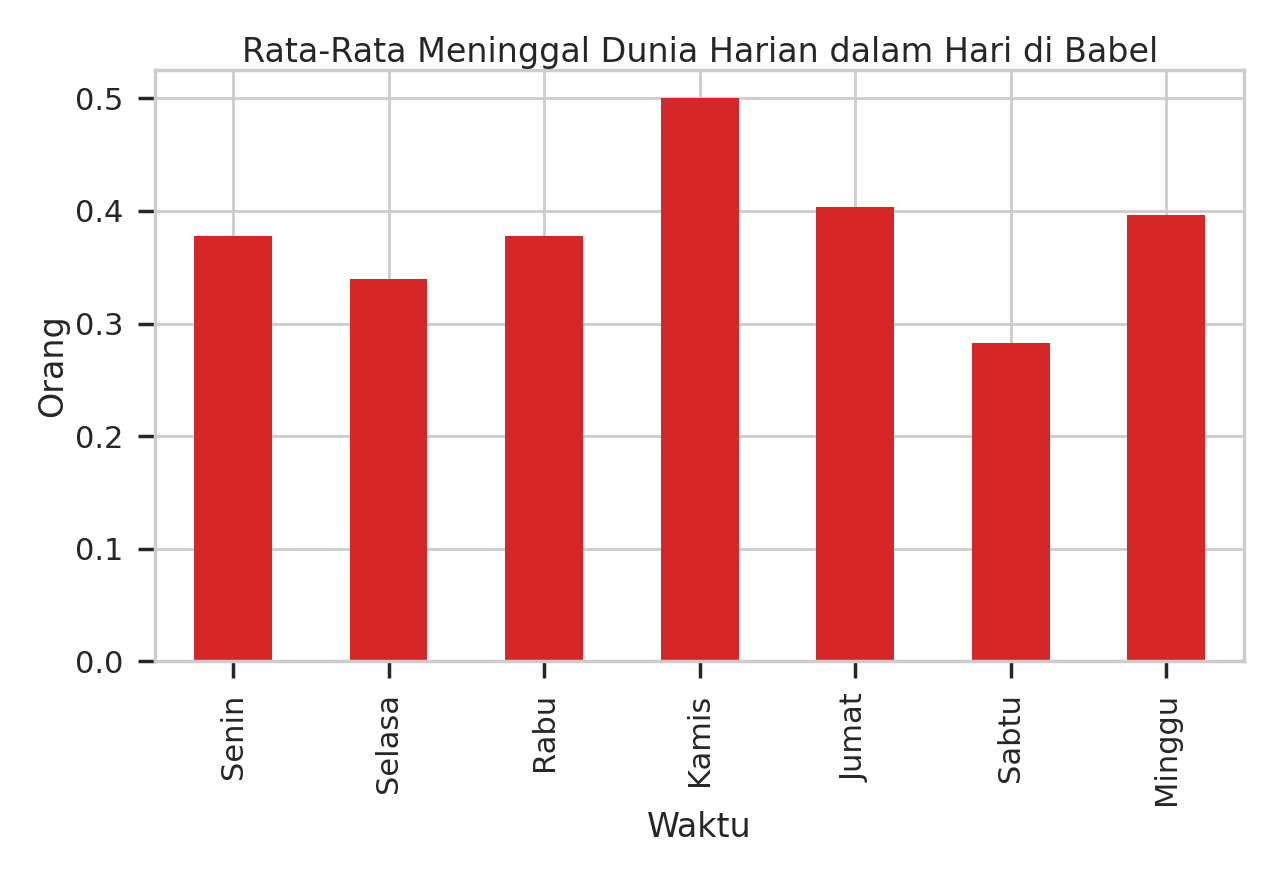 Rata-Rata Meninggal Dunia Harian dalam Hari di Babel
0.5
0.4
0.3
0.2
0.1
0.0
Orang
Senin
Selasa
Rabu
Kamis
Jumat
Sabtu
Minggu
Waktu